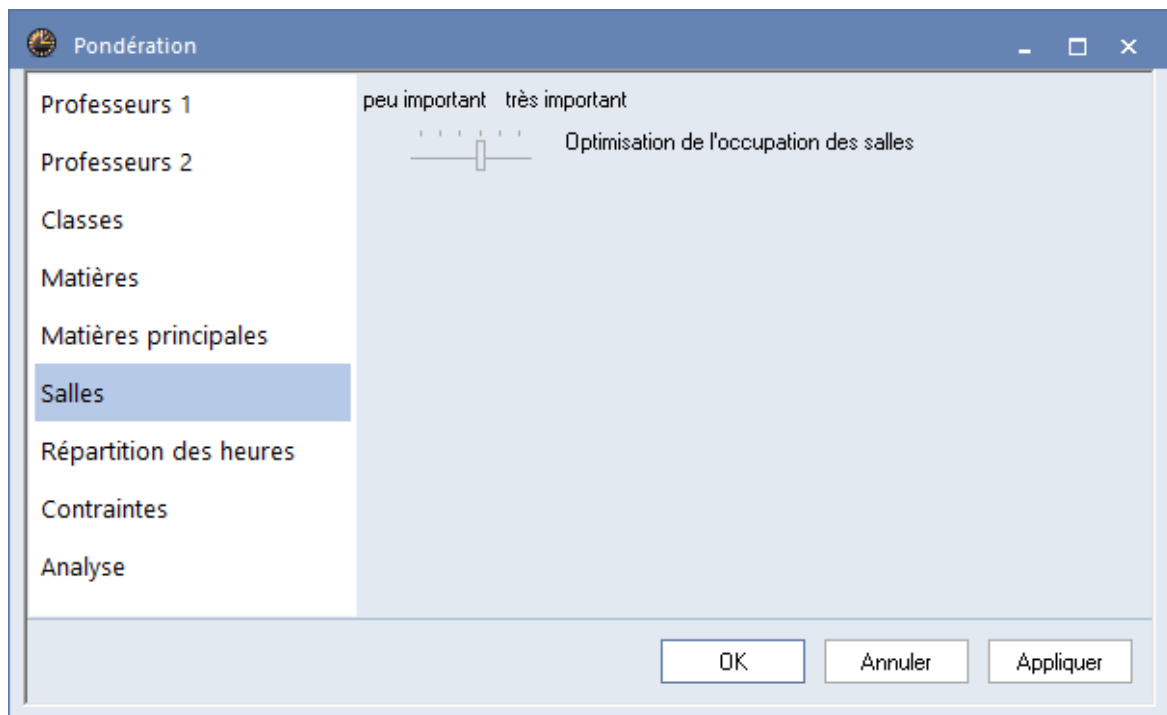 Pondération
Professeurs 1
Professeurs 2
Classes
Matières
Matières principales
Salles
Répartition des heures
Contraintes
Analyse
peu important très important
Optimisation de l'occupation des salles
OK
Annuler
Appliquer